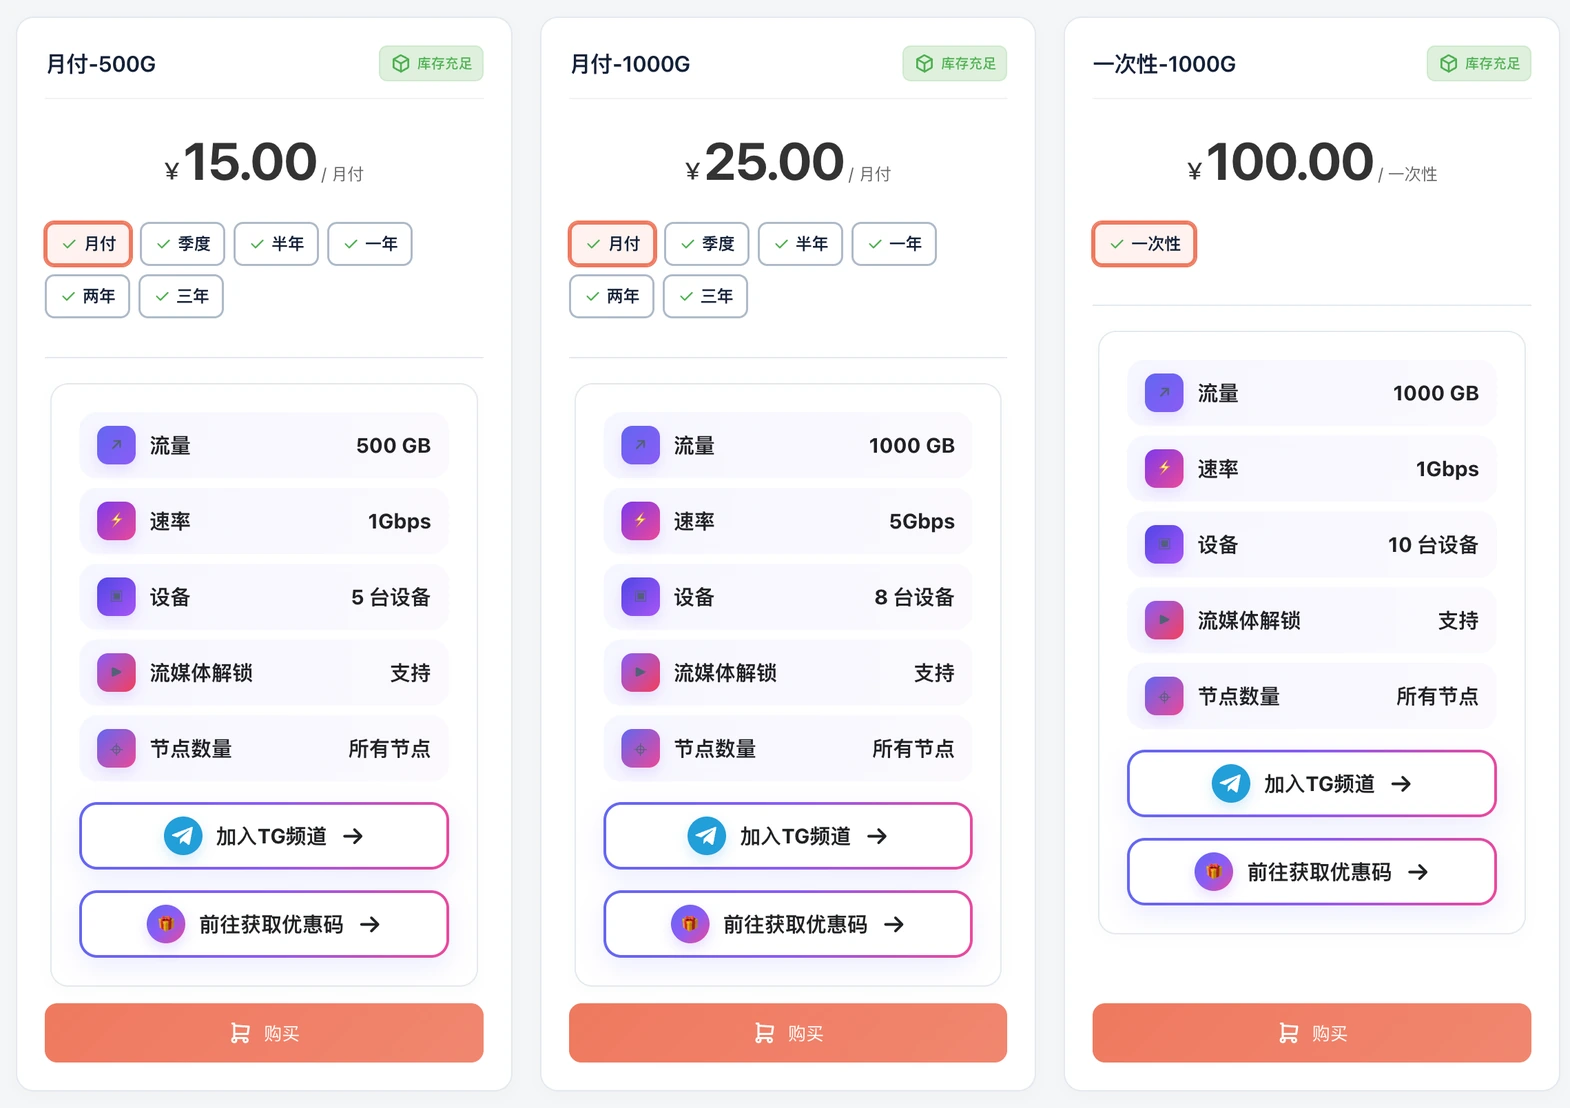 月付-500G
库存充足
¥15.00 / 月付
月付 季度 半年 一年
两年 三年
流量 500 GB
速率 1Gbps
设备 5 台设备
流媒体解锁 支持
节点数量 所有节点
加入TG频道 →
前往获取优惠码 →
购买
月付-1000G
库存充足
¥25.00 / 月付
月付 季度 半年 一年
两年 三年
流量 1000 GB
速率 5Gbps
设备 8 台设备
流媒体解锁 支持
节点数量 所有节点
加入TG频道 →
前往获取优惠码 →
购买
一次性-1000G
库存充足
¥100.00 / 一次性
一次性
流量 1000 GB
速率 1Gbps
设备 10 台设备
流媒体解锁 支持
节点数量 所有节点
加入TG频道 →
前往获取优惠码 →
购买